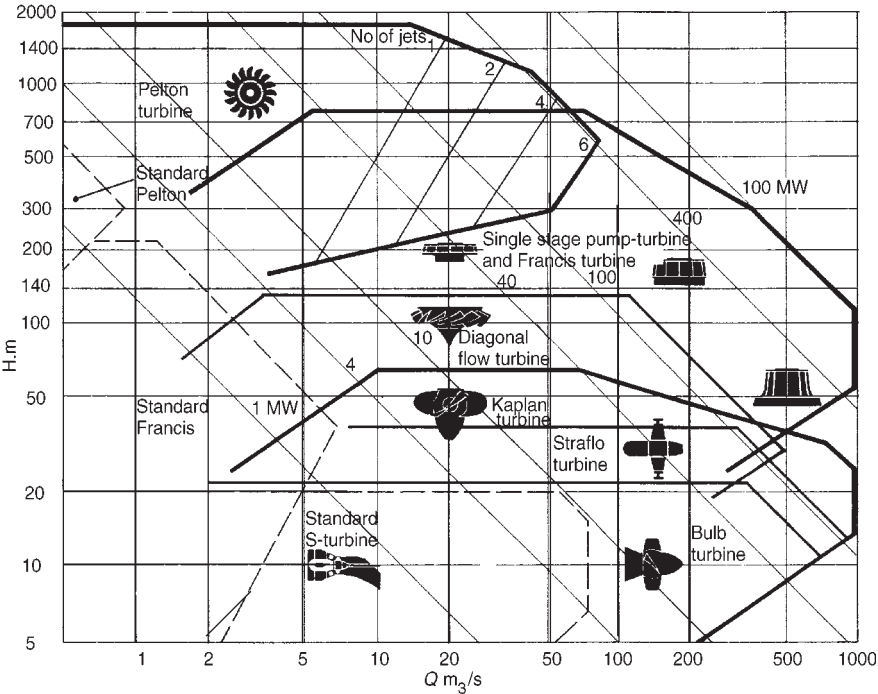 2000
1400
1000
700
500
300
200
140
100
50
20
10
5
H.m
No of jets
1
2
4
6
Pelton
turbine
Standard
Pelton
100 MW
400
Single stage pump-turbine
and Francis turbine
40
100
10
Diagonal
flow turbine
4
1 MW
Standard
Francis
Kaplan
turbine
Straflo
turbine
Standard
S-turbine
Bulb
turbine
1
2
5
10
20
50
100
200
500
1000
Q m3/s